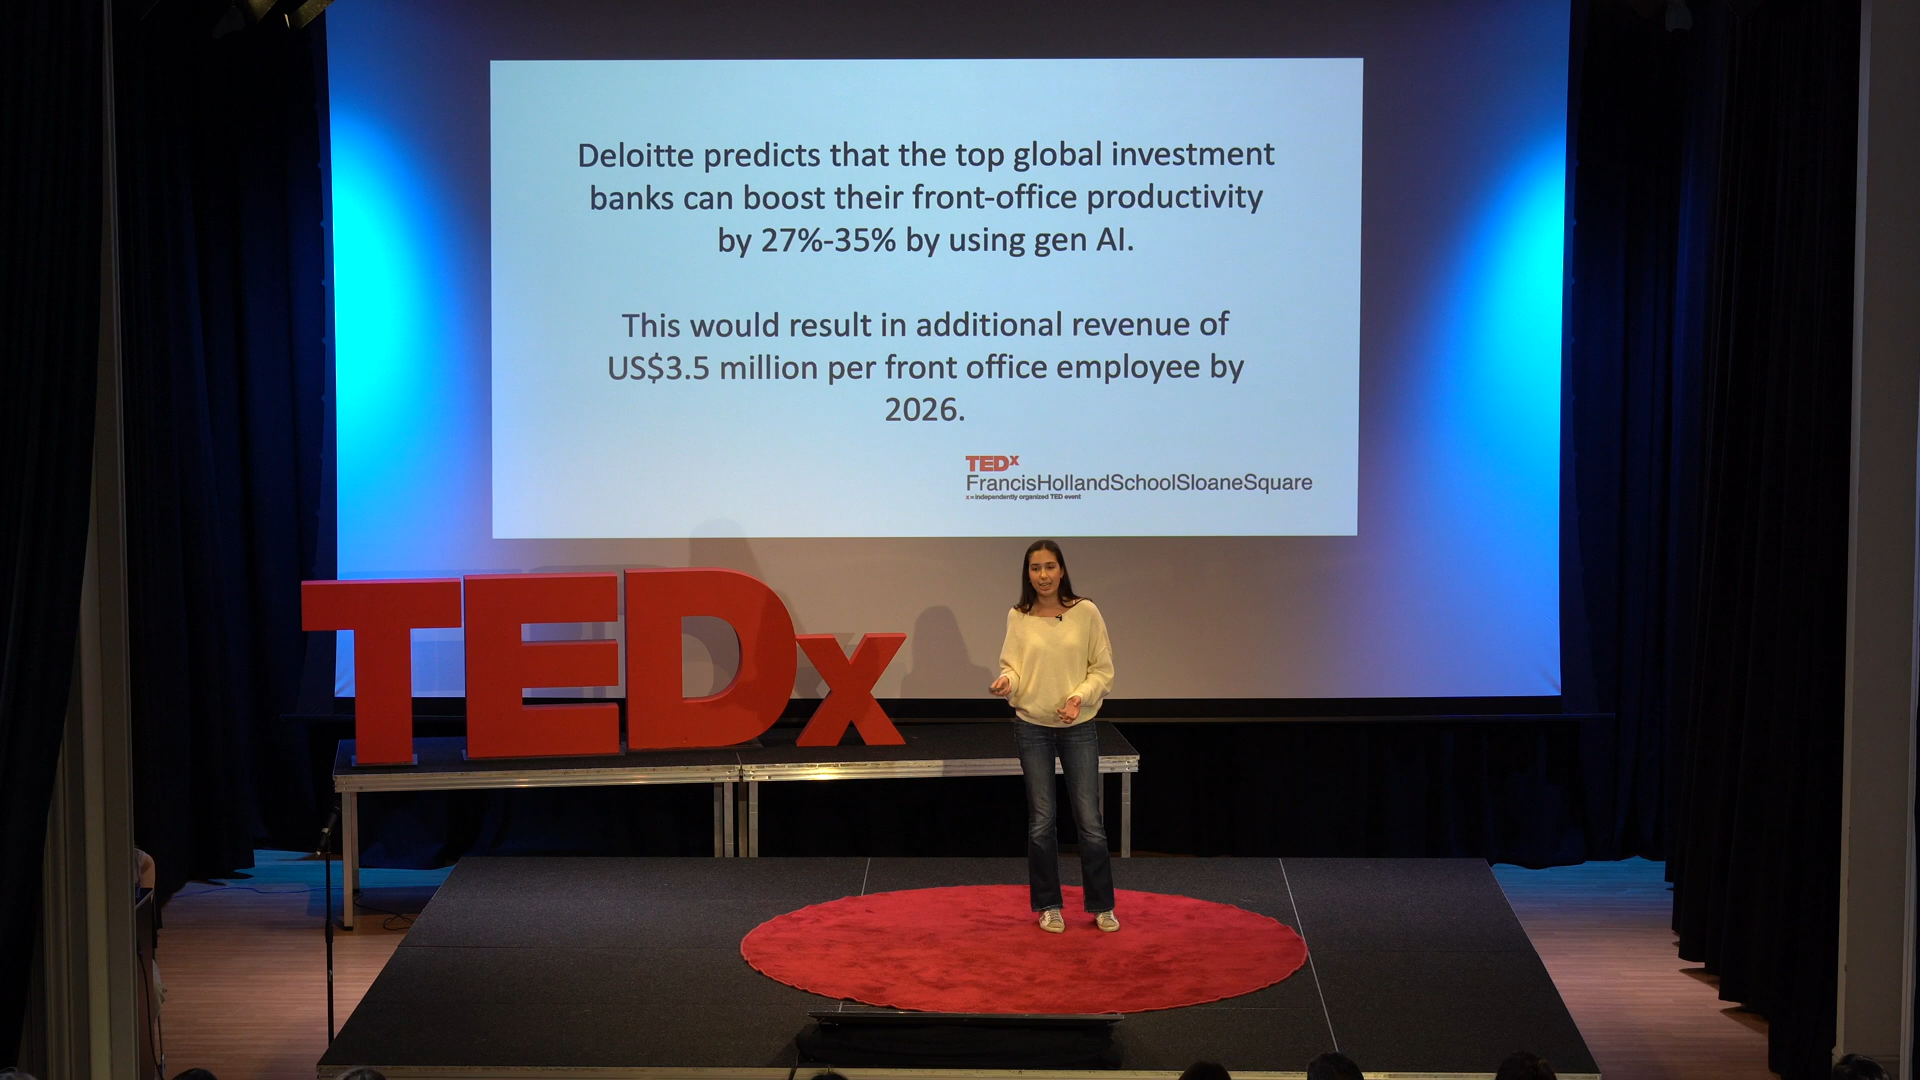 Deloitte predicts that the top global investment
banks can boost their front-office productivity
by 27%-35% by using gen AI.
This would result in additional revenue of
US$3.5 million per front office employee by
2026.
TEDx
FrancisHollandSchoolSloaneSquare
x = independently organized TED event
TEDx